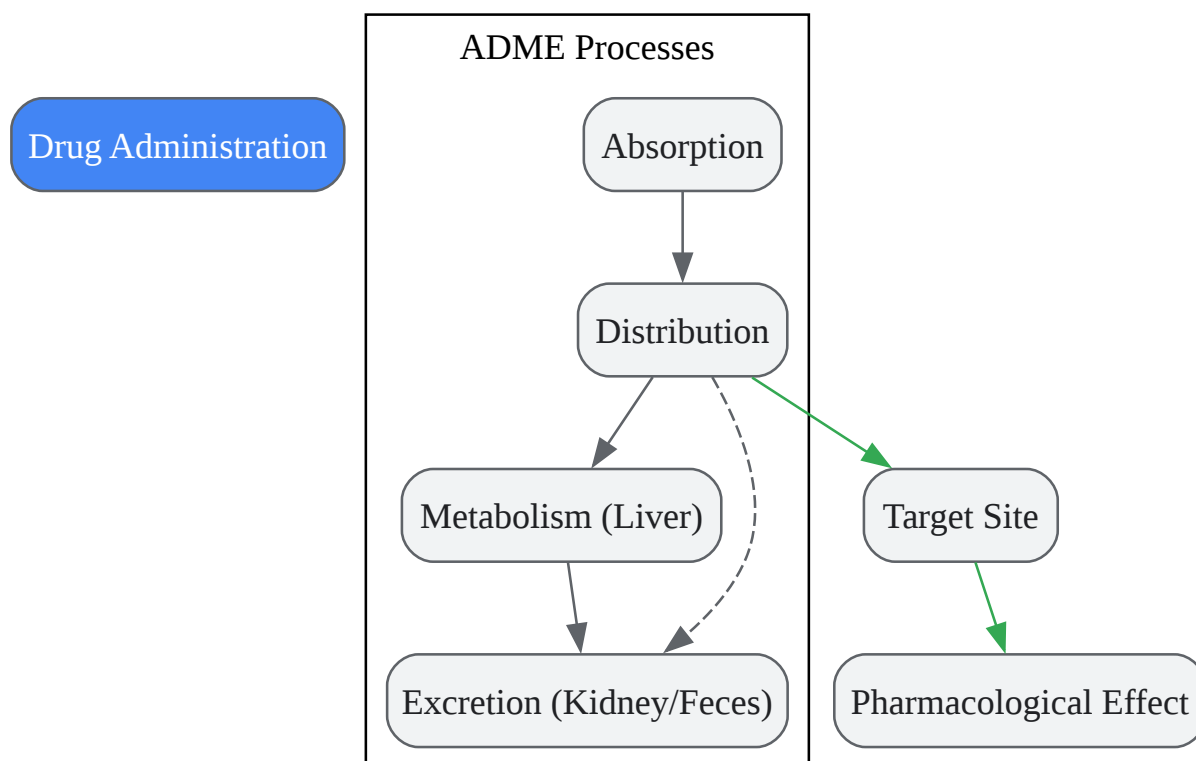 ADME Processes
Drug Administration
Absorption
Distribution
Metabolism (Liver)
Target Site
Excretion (Kidney/Feces)
Pharmacological Effect